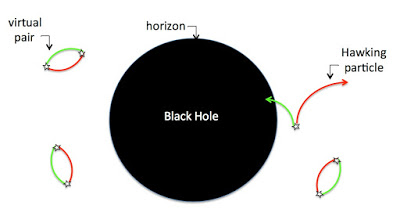 virtual
pair
horizon
Hawking
particle
Black Hole